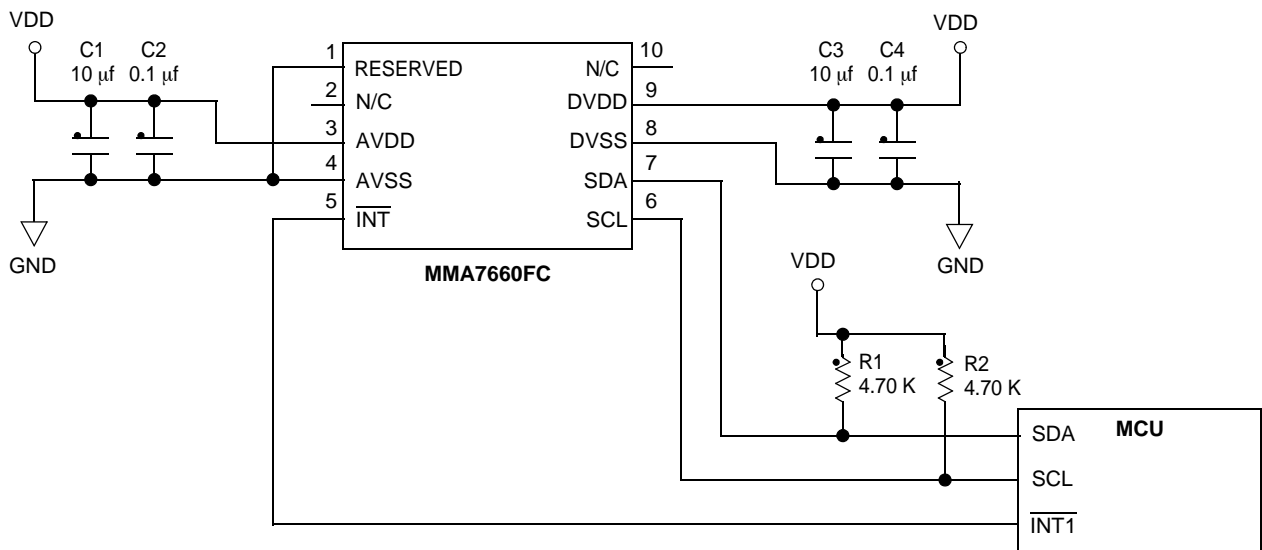 VDD
C1
10 μf
C2
0.1 μf
1
RESERVED
2
N/C
3
AVDD
4
AVSS
5
INT
GND
10
N/C
9
DVDD
8
DVSS
7
SDA
6
SCL
MMA7660FC
C3
10 μf
C4
0.1 μf
VDD
GND
VDD
R1
4.70 K
R2
4.70 K
MCU
SDA
SCL
INT1